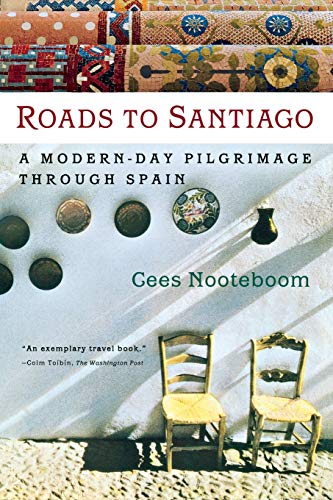 ROADS TO SANTIAGO
A MODERN-DAY PILGRIMAGE
THROUGH SPAIN
Cees Nooteboom
"An exemplary travel book."
—Colm Tóibín, The Washington Post